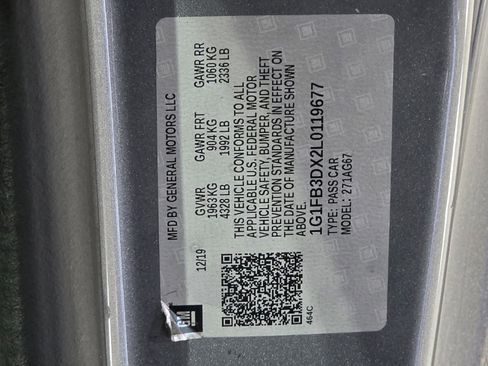 MFD BY GENERAL MOTORS LLC
12/19 GVWR GAWR FRT GAWR RR
1963 KG 904 KG 1060 KG
4328 LB 1992 LB 2336 LB
THIS VEHICLE CONFORMS TO ALL
APPLICABLE U.S. FEDERAL MOTOR
VEHICLE SAFETY, BUMPER, AND THEFT
PREVENTION STANDARDS IN EFFECT ON
THE DATE OF MANUFACTURE SHOWN
ABOVE.
1G1FB3DX2L0119677
TYPE: PASS CAR
MODEL: 271AG67
GM
464C